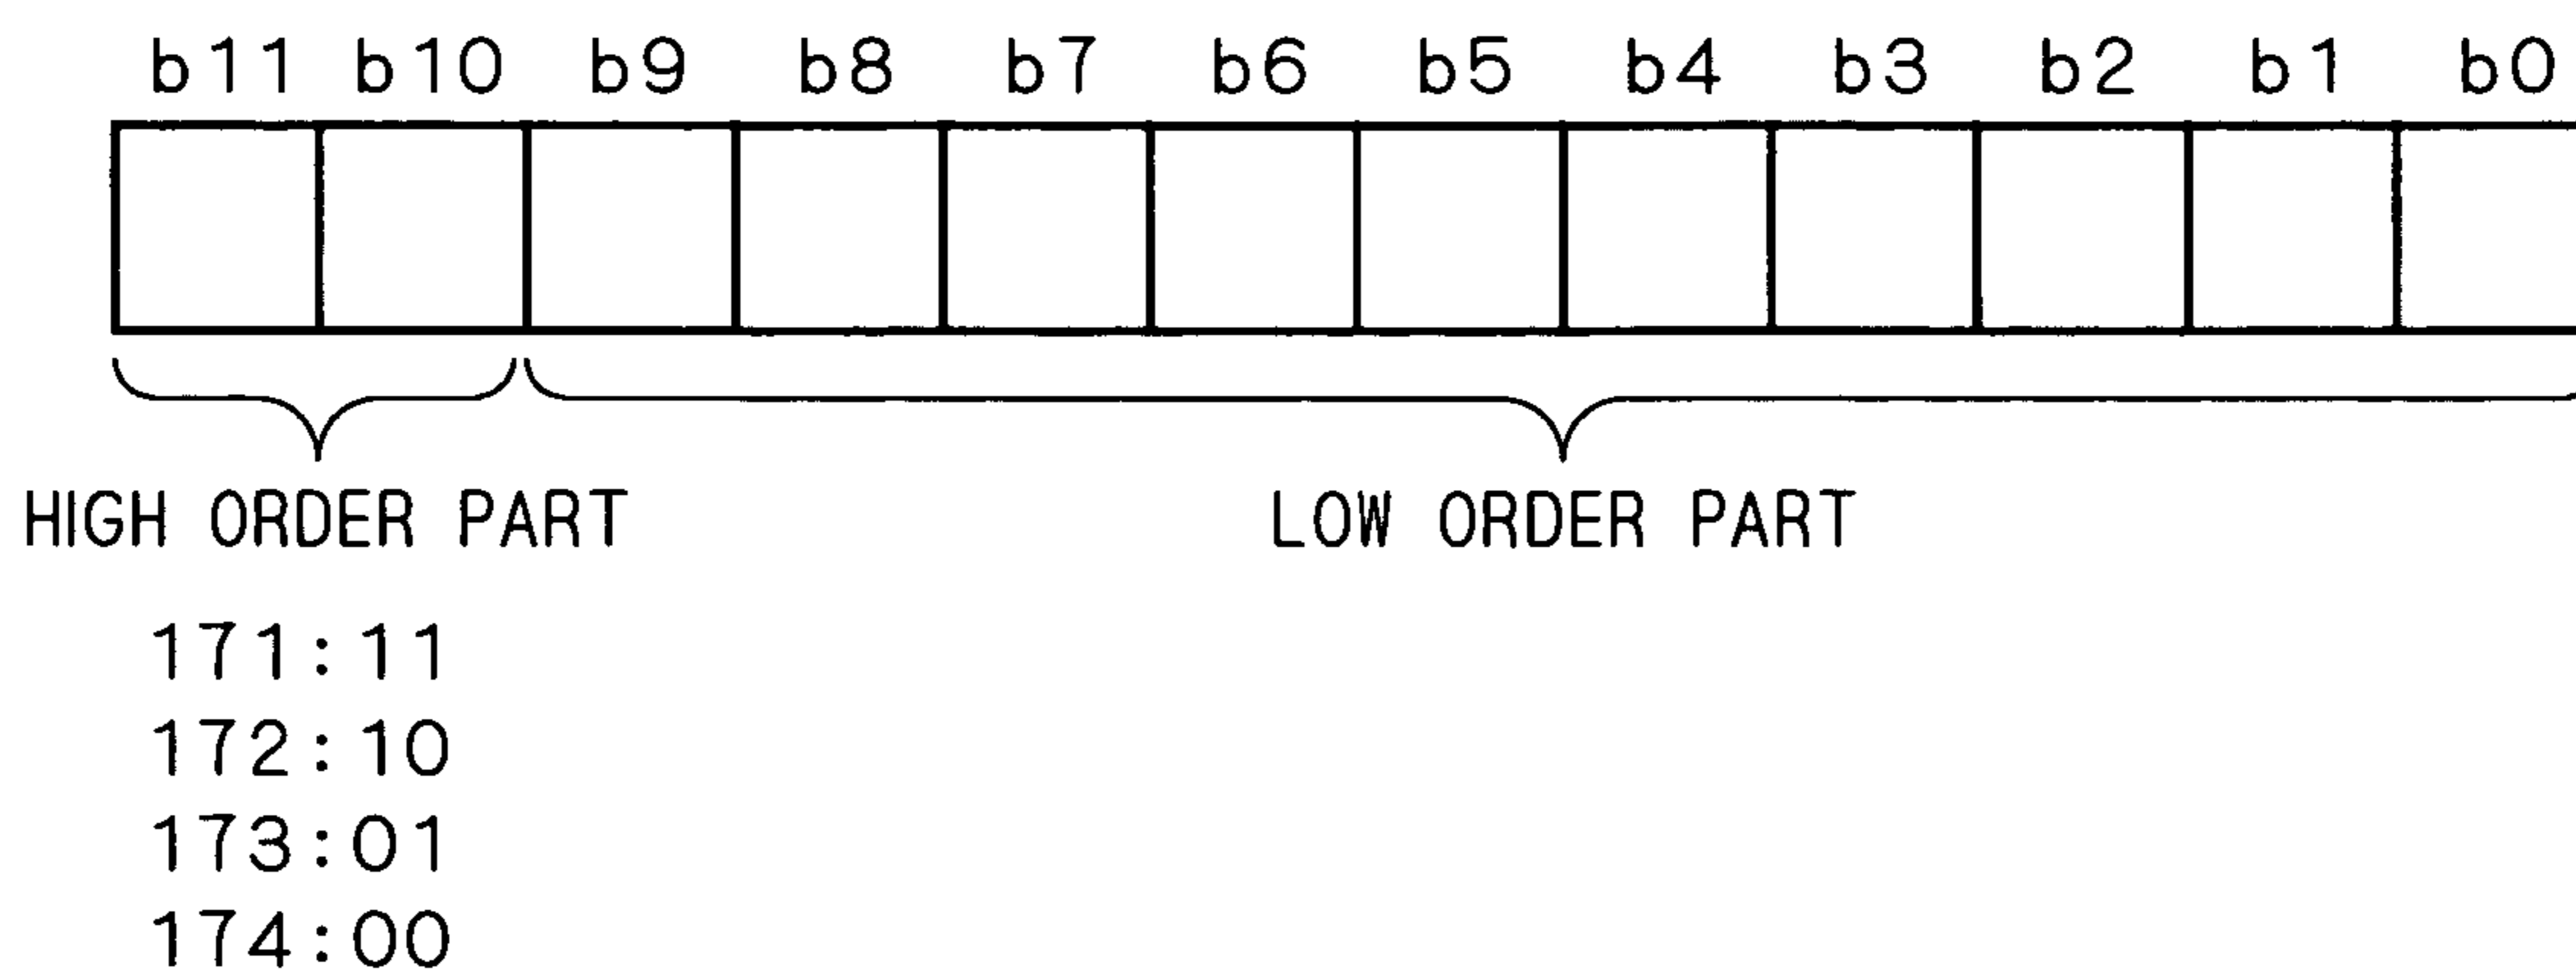 b11 b10 b9 b8 b7 b6 b5 b4 b3 b2 b1 b0
HIGH ORDER PART LOW ORDER PART
171:11
172:10
173:01
174:00